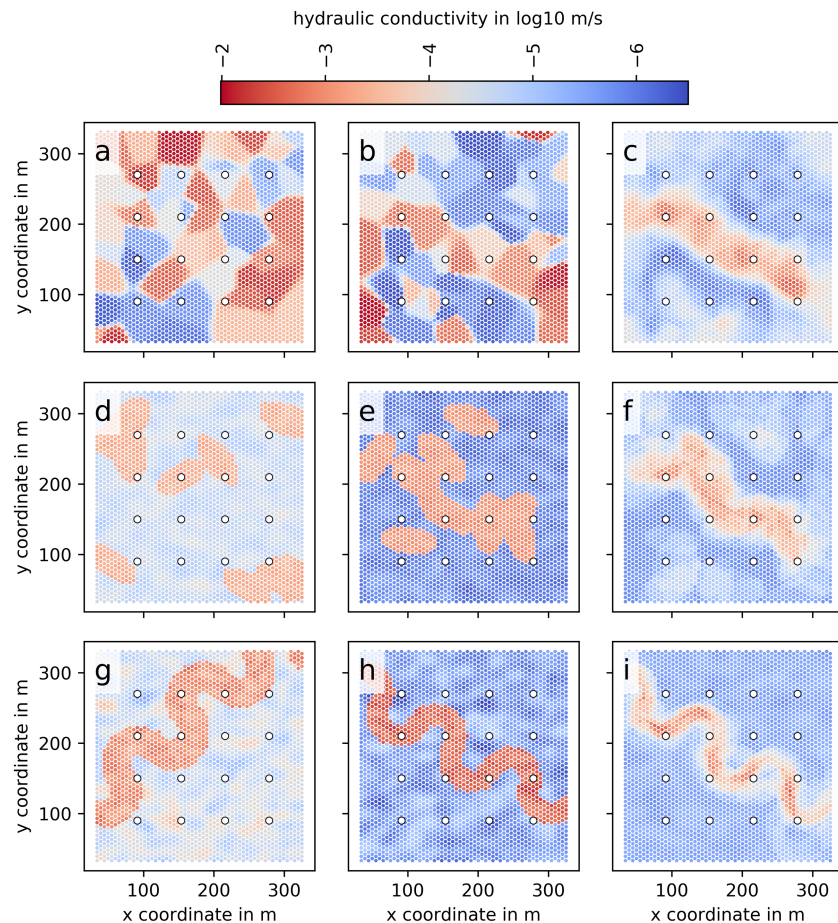 hydraulic conductivity in log10 m/s
−2 −3 −4 −5 −6
a b c
300
200
100
y coordinate in m
d e f
300
200
100
y coordinate in m
g h i
300
200
100
y coordinate in m
100 200 300 100 200 300 100 200 300
x coordinate in m x coordinate in m x coordinate in m